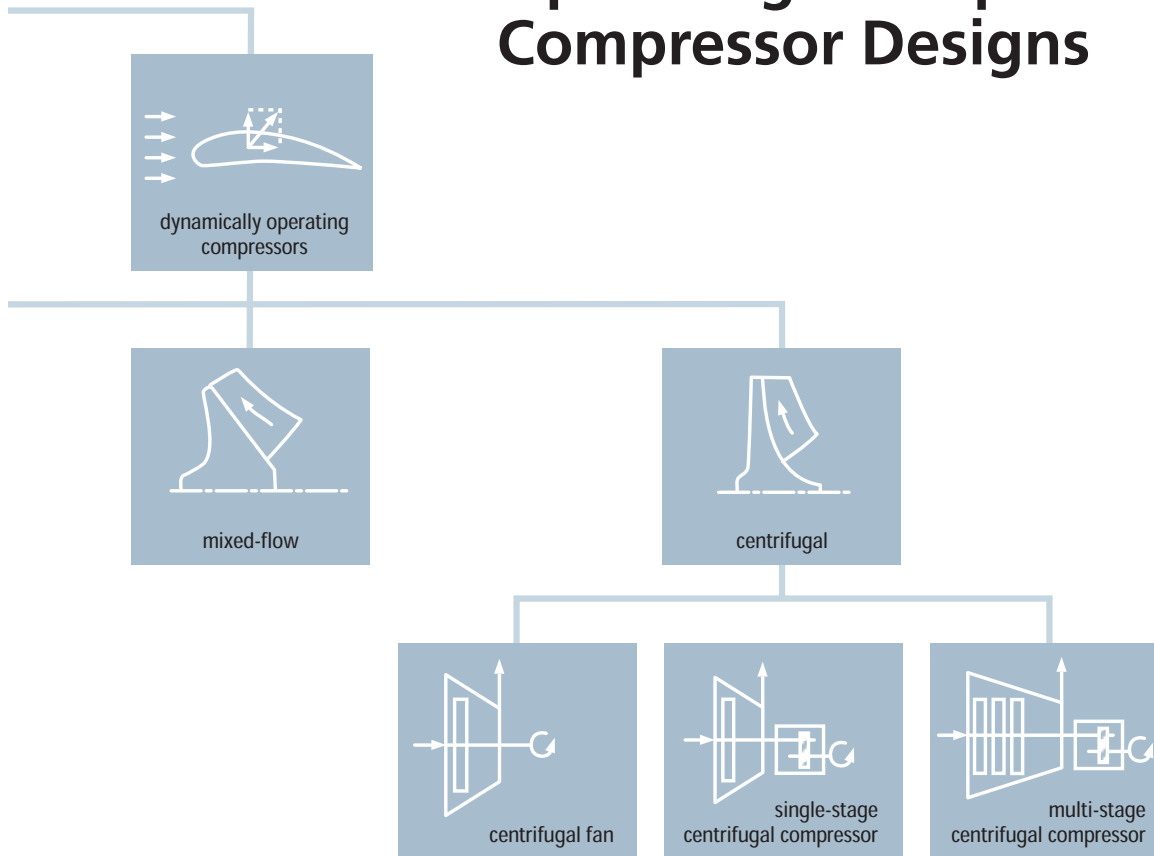 Compressor Designs
dynamically operating
compressors
mixed-flow
centrifugal
centrifugal fan
single-stage
centrifugal compressor
multi-stage
centrifugal compressor